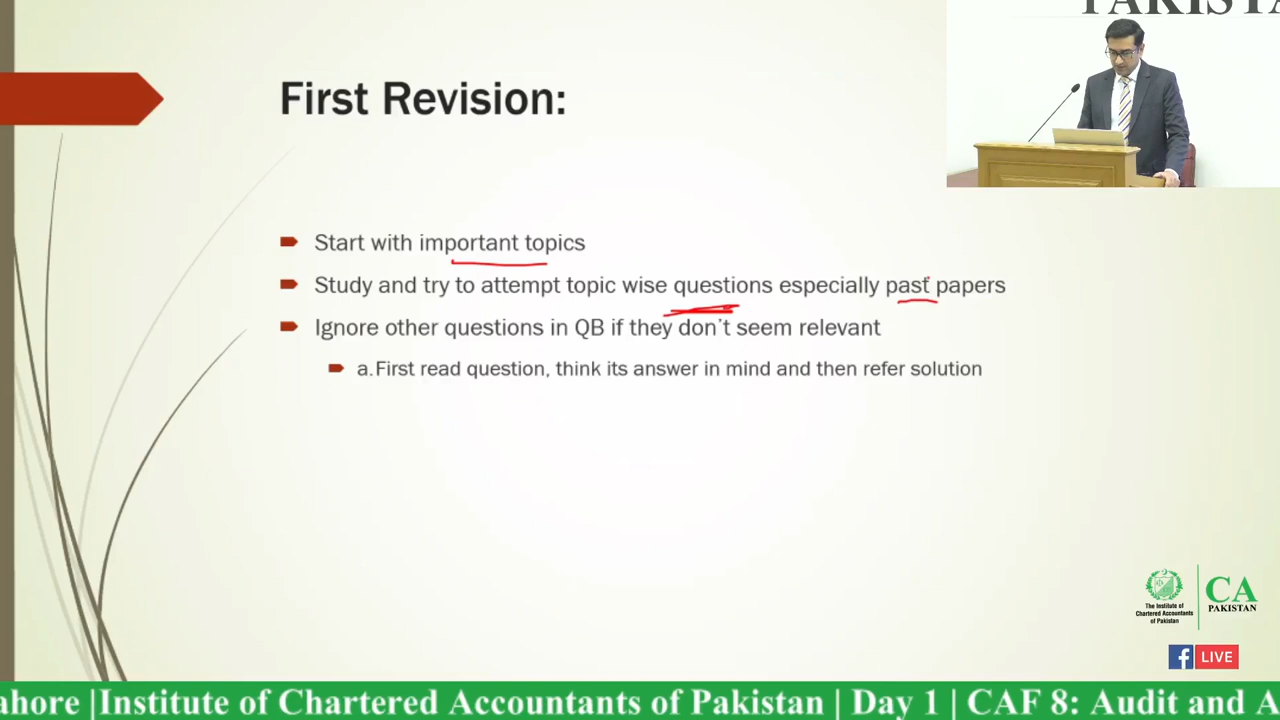 PAKISTA
First Revision:
Start with important topics
Study and try to attempt topic wise questions especially past papers
Ignore other questions in QB if they don't seem relevant
a.First read question, think its answer in mind and then refer solution
The Institute of
Chartered Accountants
of Pakistan
CA
PAKISTAN
f LIVE
ahore |Institute of Chartered Accountants of Pakistan | Day 1 | CAF 8: Audit and A